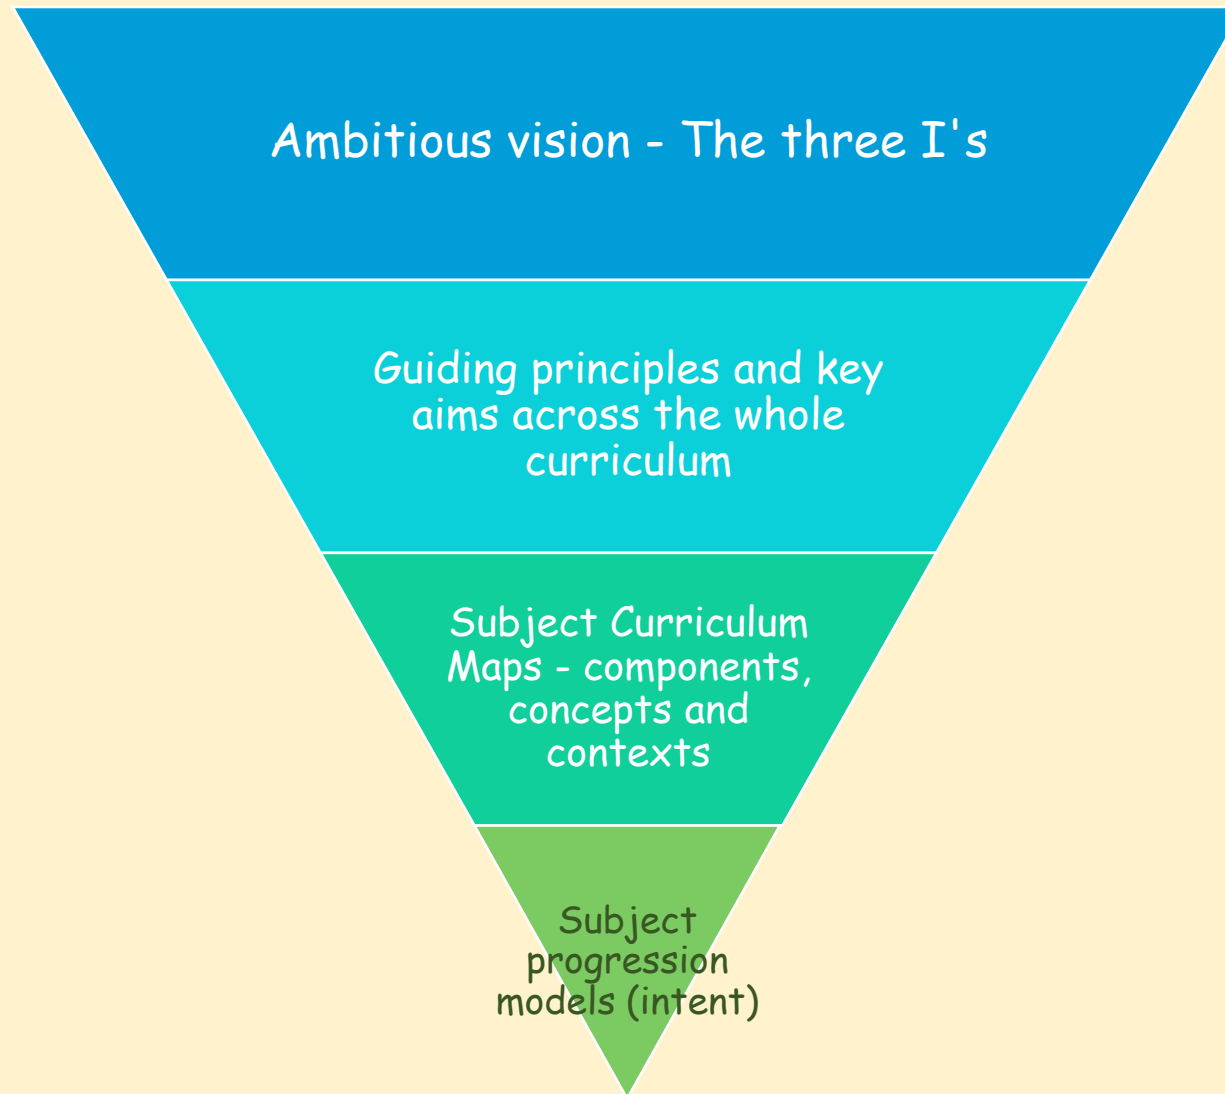 Ambitious vision - The three I's
Guiding principles and key
aims across the whole
curriculum
Subject Curriculum
Maps - components,
concepts and
contexts
Subject
progression
models (intent)